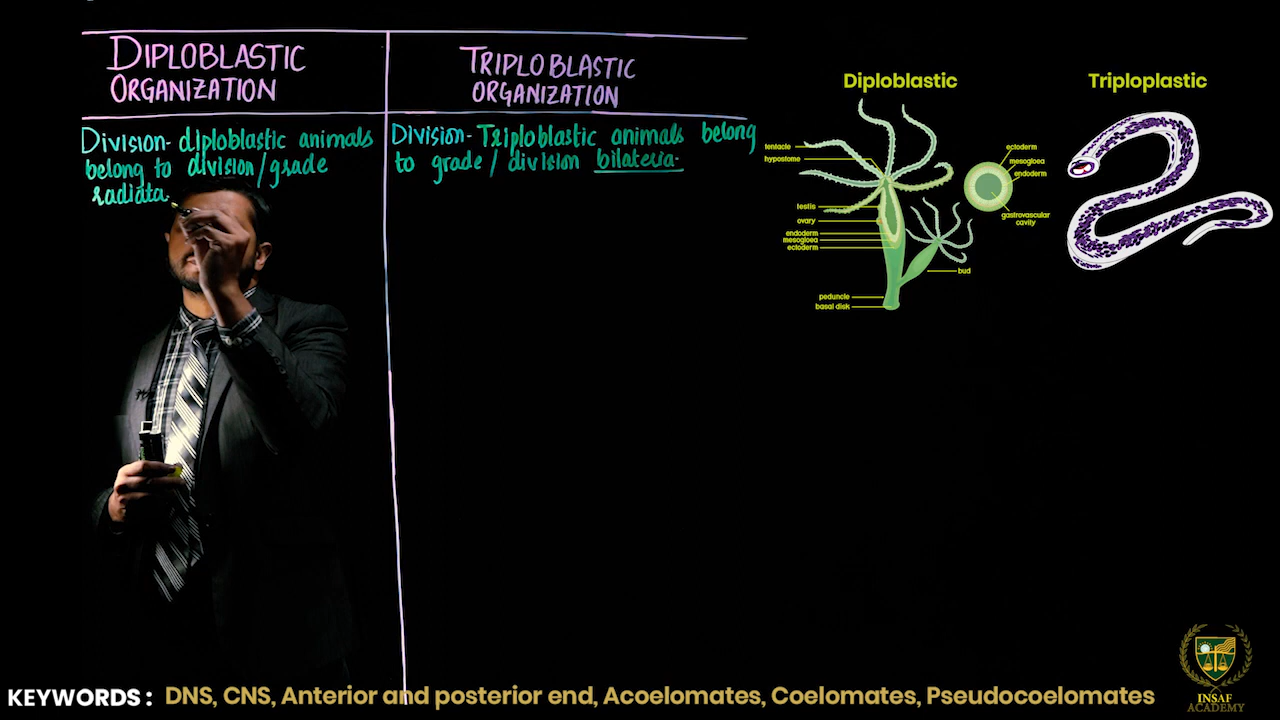 DIPLOBLASTIC
ORGANIZATION
TRIPLOBLASTIC
ORGANIZATION
Division- diploblastic animals
belong to division/grade
radiata.
Division- Triploblastic animals belong
to grade / division bilateria-
Diploblastic
tentacle
hypostome
testis
ovary
endoderm
mesogloea
ectoderm
peduncle
basal disk
bud
ectoderm
mesogloea
endoderm
gastrovascular
cavity
Triploplastic
KEYWORDS : DNS, CNS, Anterior and posterior end, Acoelomates, Coelomates, Pseudocoelomates
INSAF
ACADEMY